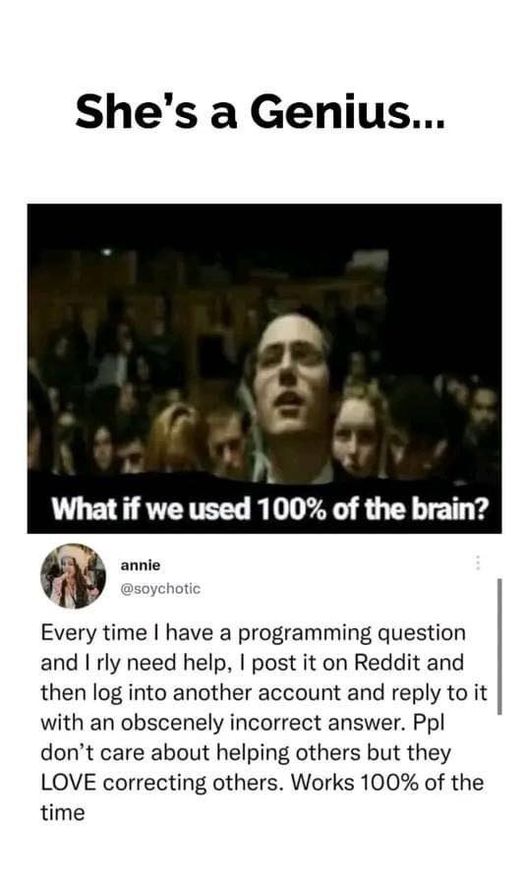 She's a Genius...
What if we used 100% of the brain?
annie
@soychotic
Every time I have a programming question
and I rly need help, I post it on Reddit and
then log into another account and reply to it
with an obscenely incorrect answer. Ppl
don't care about helping others but they
LOVE correcting others. Works 100% of the
time